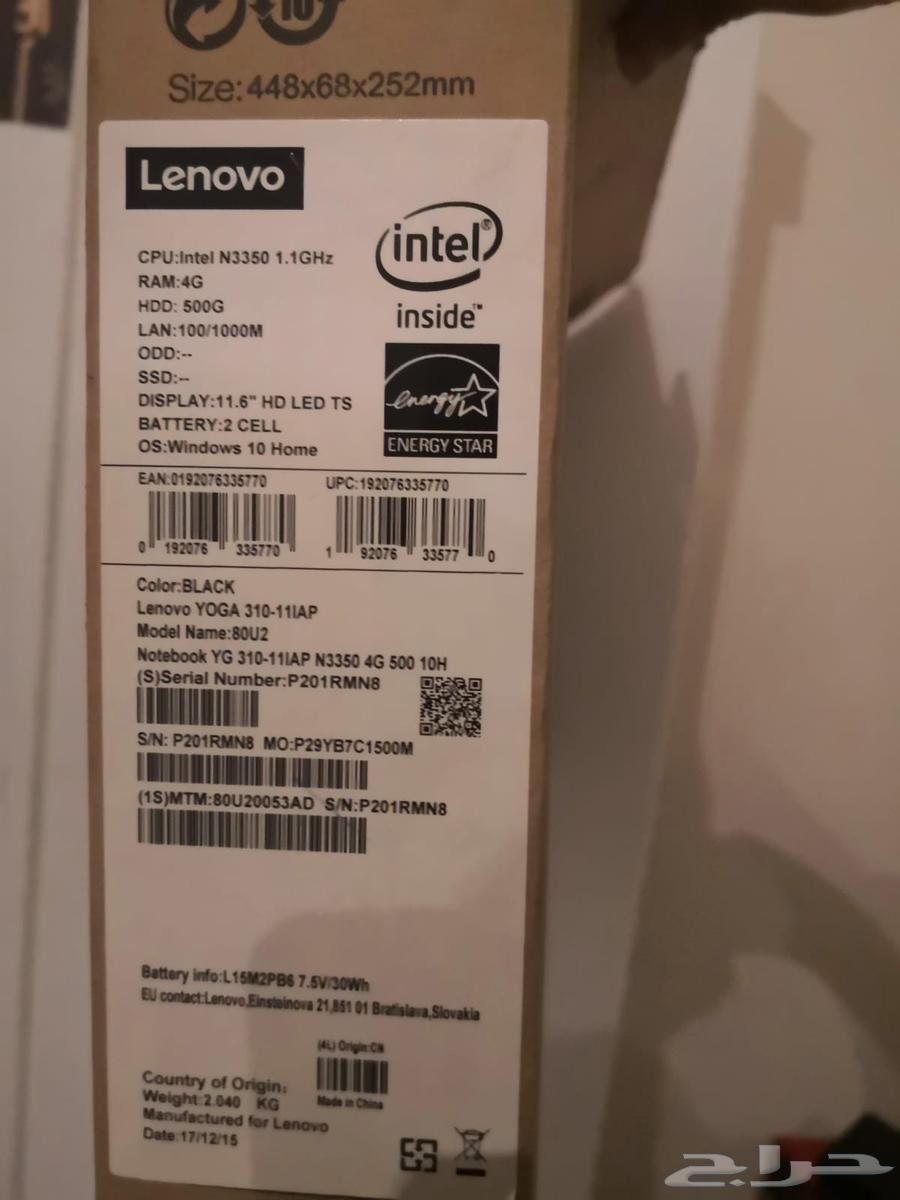 10
Size:448x68x252mm
Lenovo
intel®
inside™
CPU:Intel N3350 1.1GHz
RAM:4G
HDD: 500G
LAN:100/1000M
ODD:--
SSD:--
DISPLAY:11.6" HD LED TS
BATTERY:2 CELL
OS:Windows 10 Home
energy
ENERGY STAR
EAN:0192076335770
UPC:192076335770
0 192076 335770
1 92076 33577 0
Color:BLACK
Lenovo YOGA 310-11IAP
Model Name:80U2
Notebook YG 310-11IAP N3350 4G 500 10H
(S)Serial Number:P201RMN8
S/N: P201RMN8 MO:P29YB7C1500M
(1S)MTM:80U20053AD S/N:P201RMN8
Battery info:L15M2PB6 7.5V/30Wh
EU contact:Lenovo,Einsteinova 21,851 01 Bratislava,Slovakia
(4L) Origin:CN
Made in China
Country of Origin:
Weight:2.040 KG
Manufactured for Lenovo
Date:17/12/15
حراج